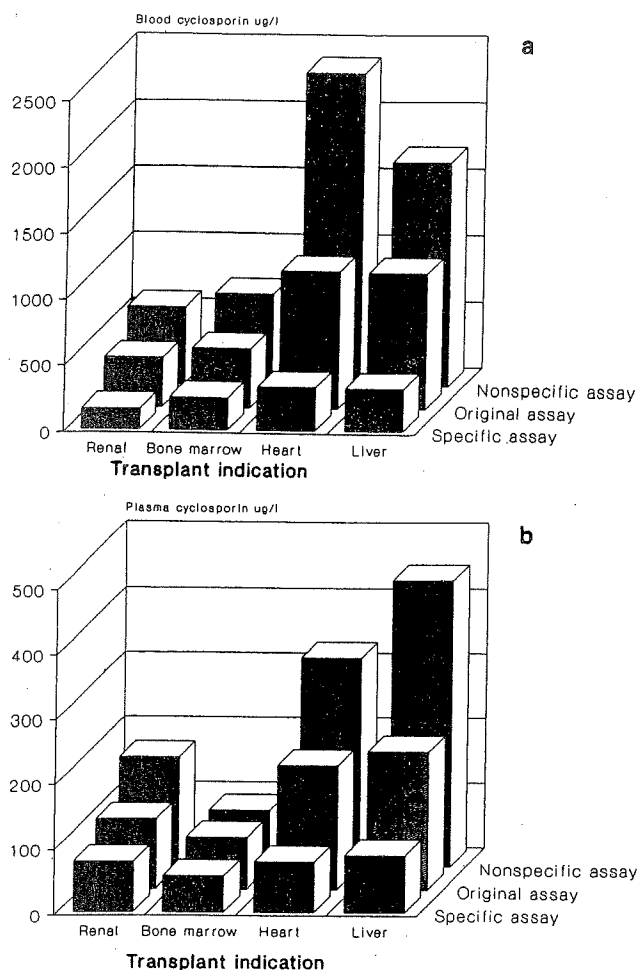 Blood cyclosporin ug/l
a
2500
2000
1500
1000
500
0
Nonspecific assay
Original assay
Specific assay
Renal Bone marrow Heart Liver
Transplant indication
Plasma cyclosporin ug/l
b
500
400
300
200
100
0
Nonspecific assay
Original assay
Specific assay
Renal Bone marrow Heart Liver
Transplant indication